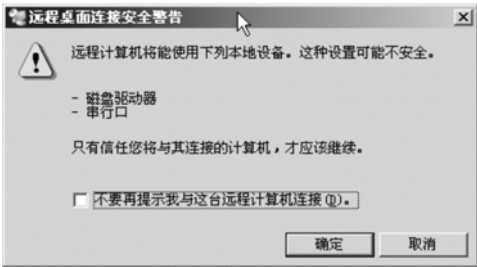 远程桌面连接安全警告
远程计算机将能使用下列本地设备。这种设置可能不安全。
- 磁盘驱动器
- 串行口
只有信任您将与其连接的计算机，才应该继续。
不要再提示我与这台远程计算机连接(D)。
确定
取消